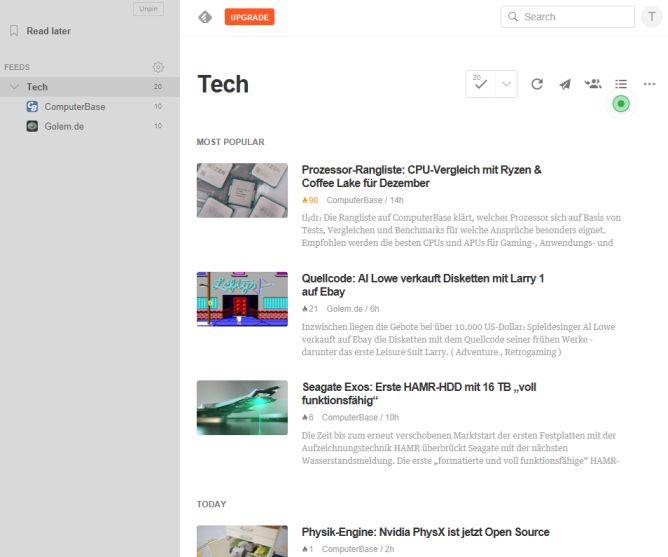 Unpin
Read later
FEEDS
Tech 20
ComputerBase 10
Golem.de 10
UPGRADE
Search
T
Tech
20
MOST POPULAR
Prozessor-Rangliste: CPU-Vergleich mit Ryzen &
Coffee Lake für Dezember
90 ComputerBase / 14h
tl;dr: Die Rangliste auf ComputerBase klärt, welcher Prozessor sich auf Basis von
Tests, Vergleichen und Benchmarks für welche Ansprüche besonders eignet.
Empfohlen werden die besten CPUs und APUs für Gaming-, Anwendungs- und
Quellcode: Al Lowe verkauft Disketten mit Larry 1
auf Ebay
21 Golem.de / 6h
Inzwischen liegen die Gebote bei über 10.000 US-Dollar: Spieldesinger Al Lowe
verkauft auf Ebay die Disketten mit dem Quellcode seiner frühen Werke -
darunter das erste Leisure Suit Larry. ( Adventure , Retrogaming )
Seagate Exos: Erste HAMR-HDD mit 16 TB „voll
funktionsfähig“
6 ComputerBase / 10h
Die Zeit bis zum erneut verschobenen Marktstart der ersten Festplatten mit der
Aufzeichnungstechnik HAMR überbrückt Seagate mit der nächsten
Wasserstandsmeldung. Die erste „formatierte und voll funktionsfähige“ HAMR-
TODAY
Physik-Engine: Nvidia PhysX ist jetzt Open Source
1 ComputerBase / 2h